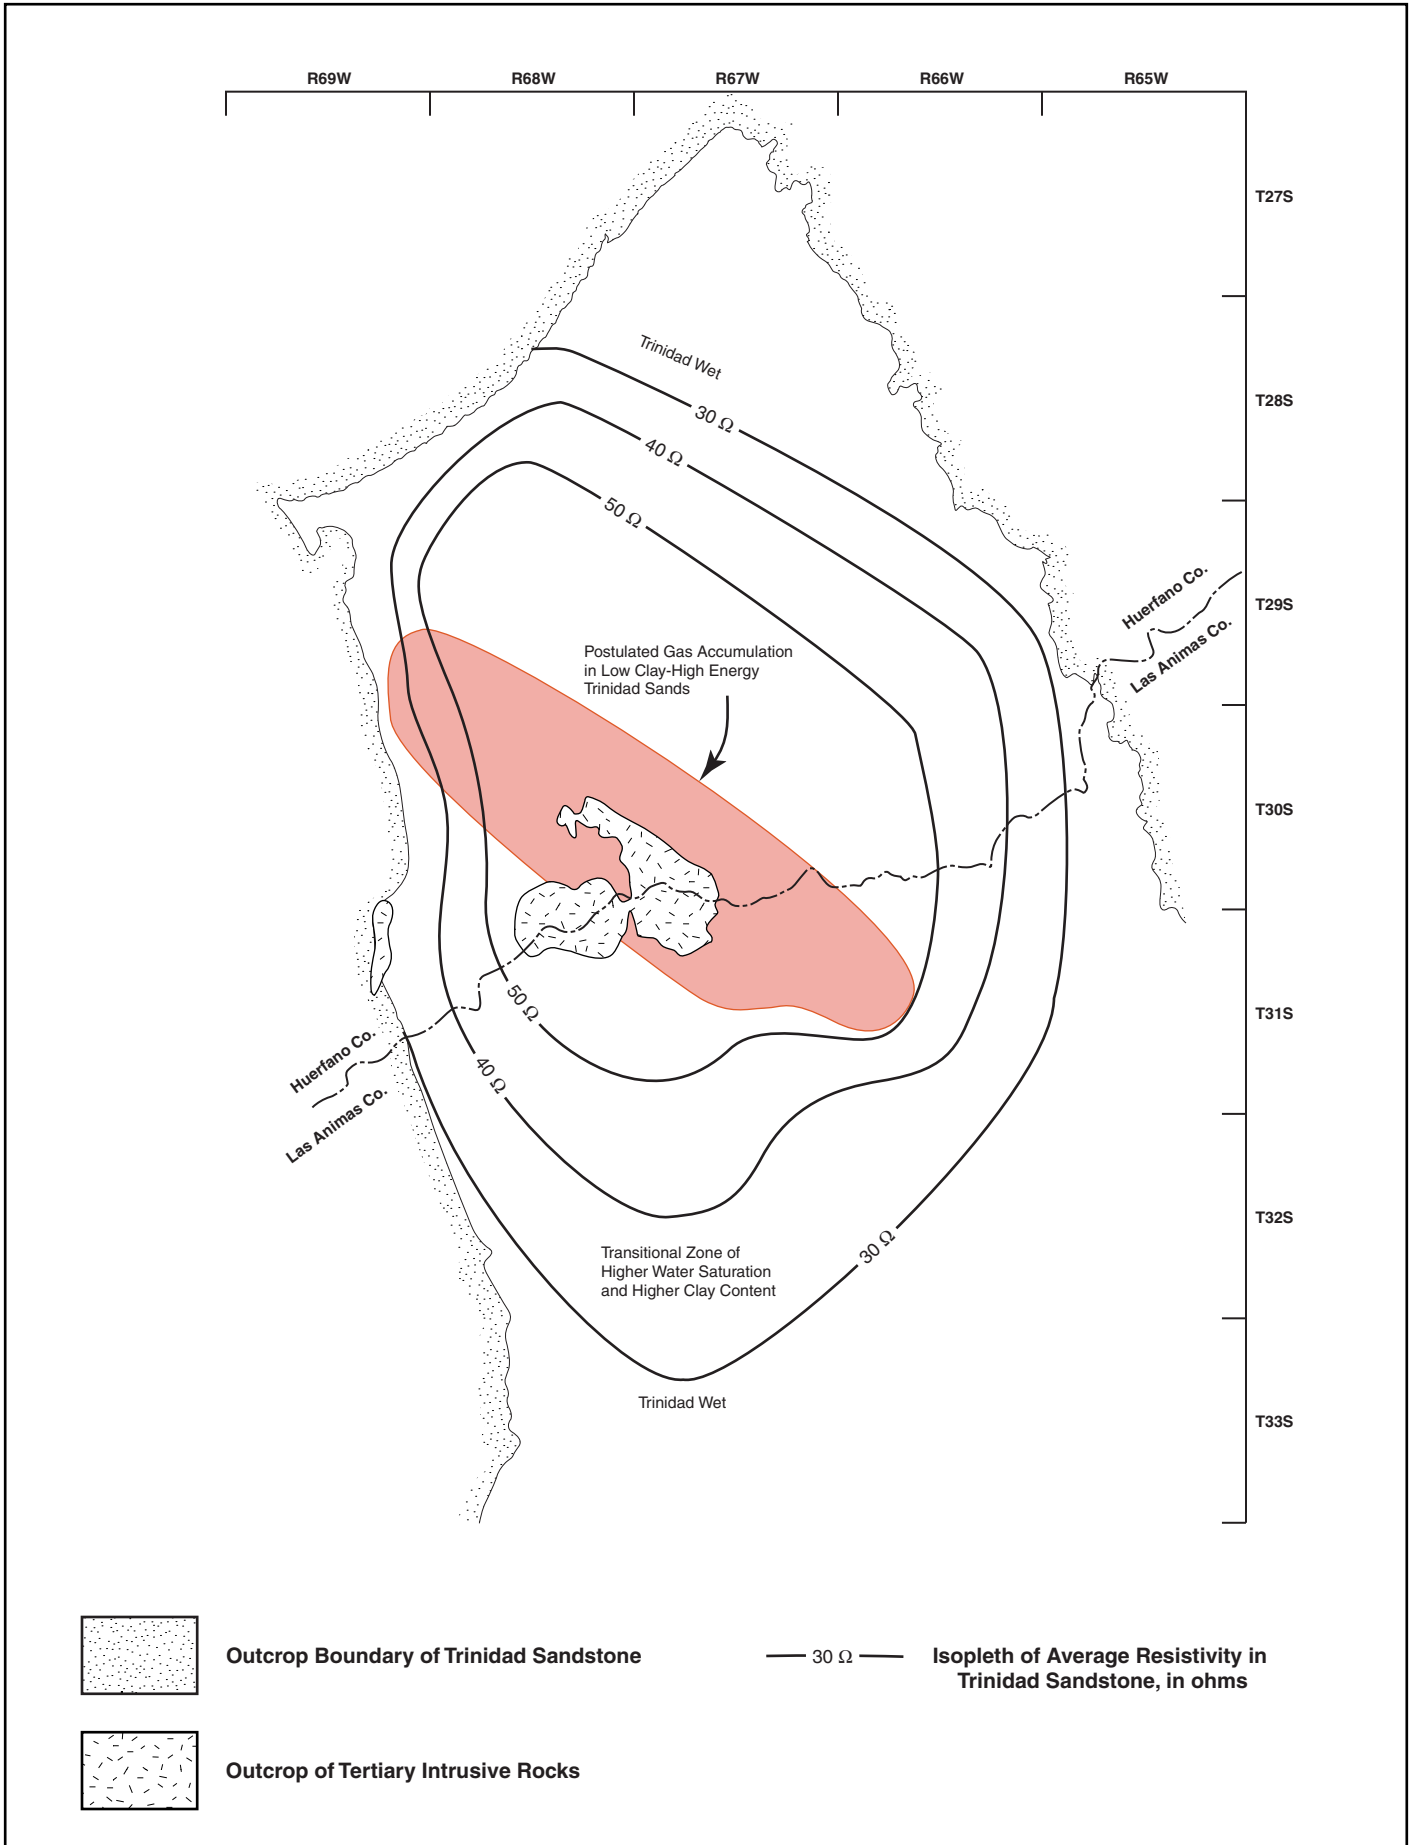 R69W R68W R67W R66W R65W
T27S
Trinidad Wet
T28S
30 Ω
40 Ω
50 Ω
Huerfano Co.
T29S
Las Animas Co.
Postulated Gas Accumulation
in Low Clay-High Energy
Trinidad Sands
T30S
50 Ω
T31S
Huerfano Co.
40 Ω
Las Animas Co.
T32S
30 Ω
Transitional Zone of
Higher Water Saturation
and Higher Clay Content
Trinidad Wet
T33S
Outcrop Boundary of Trinidad Sandstone
30 Ω
Isopleth of Average Resistivity in
Trinidad Sandstone, in ohms
Outcrop of Tertiary Intrusive Rocks